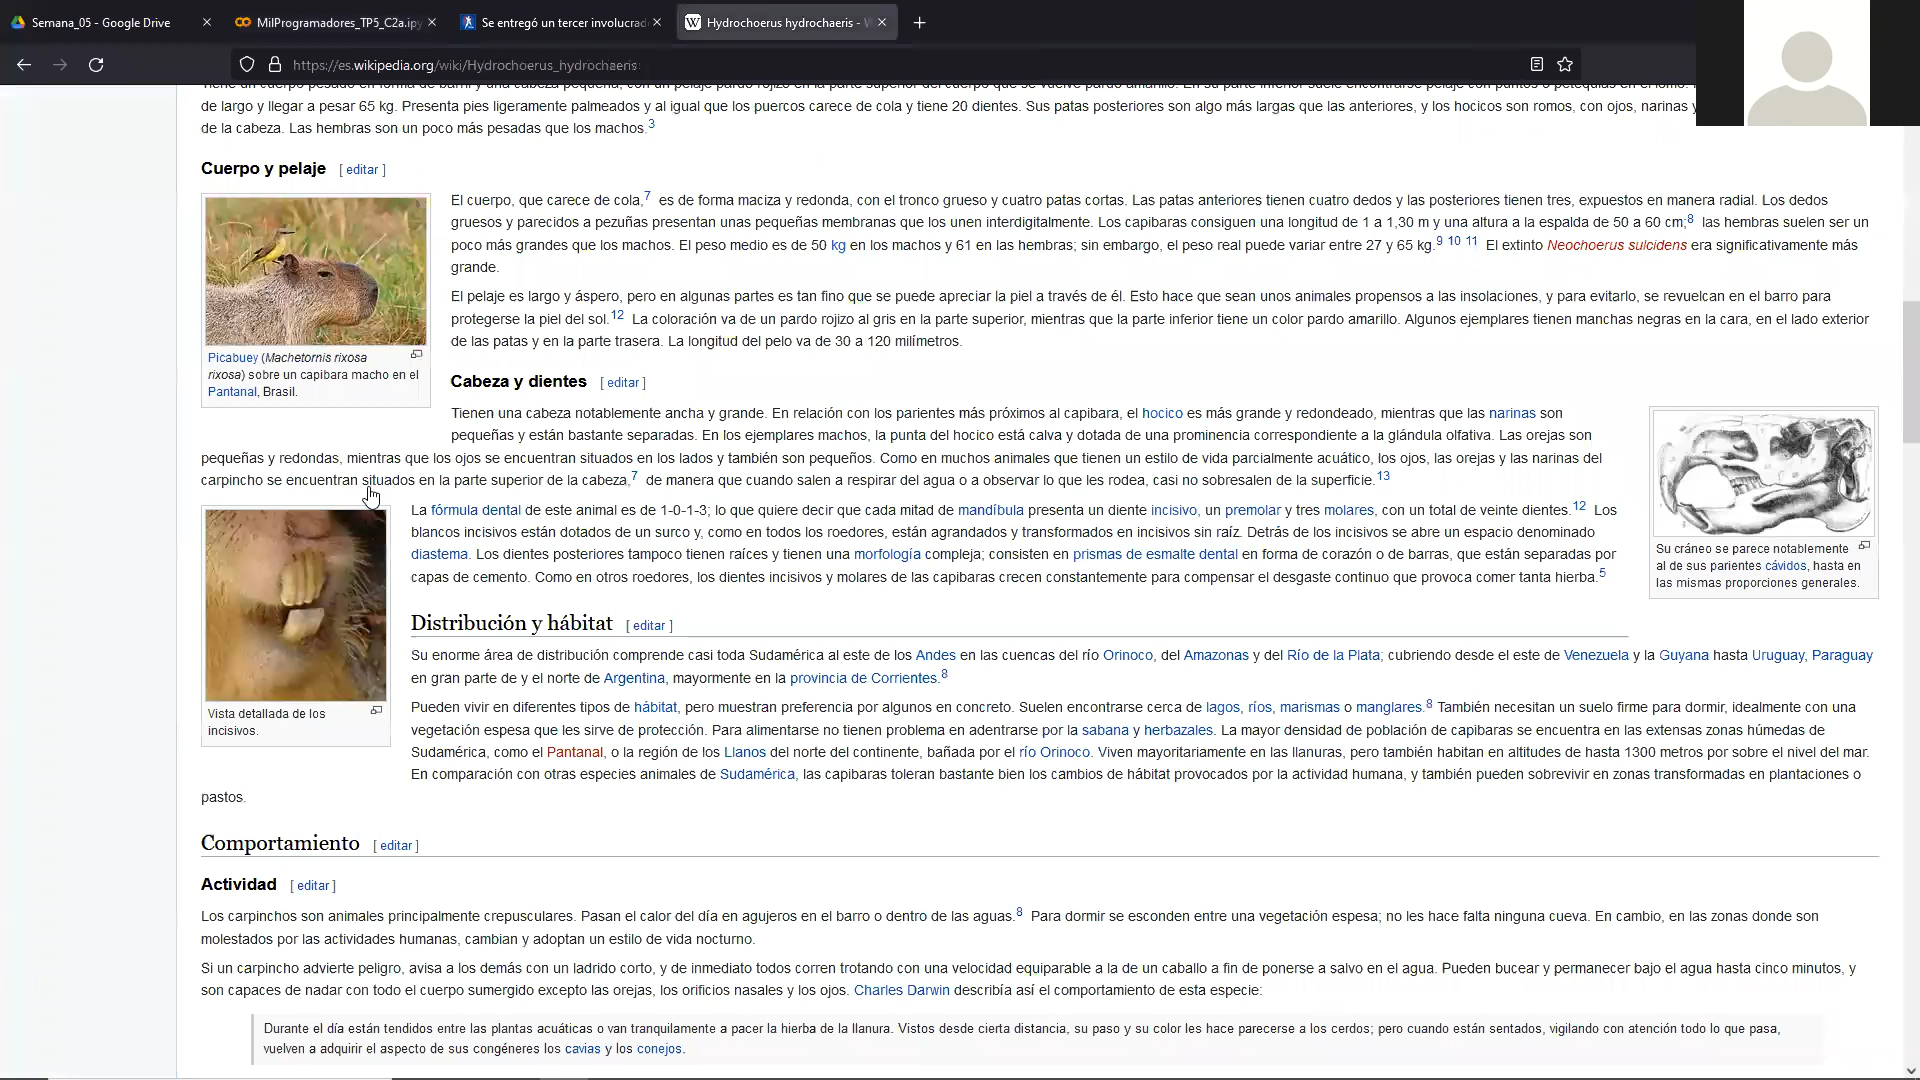 Semana_05 - Google Drive
MilProgramadores_TP5_C2a.ipy
Se entregó un tercer involucrad
Hydrochoerus hydrochaeris - W
https://es.wikipedia.org/wiki/Hydrochoerus_hydrochaeris
de largo y llegar a pesar 65 kg. Presenta pies ligeramente palmeados y al igual que los puercos carece de cola y tiene 20 dientes. Sus patas posteriores son algo más largas que las anteriores, y los hocicos son romos, con ojos, narinas y
de la cabeza. Las hembras son un poco más pesadas que los machos.3
Cuerpo y pelaje [ editar ]
Picabuey (Machetornis rixosa
rixosa) sobre un capibara macho en el
Pantanal, Brasil.
El cuerpo, que carece de cola,7 es de forma maciza y redonda, con el tronco grueso y cuatro patas cortas. Las patas anteriores tienen cuatro dedos y las posteriores tienen tres, expuestos en manera radial. Los dedos
gruesos y parecidos a pezuñas presentan unas pequeñas membranas que los unen interdigitalmente. Los capibaras consiguen una longitud de 1 a 1,30 m y una altura a la espalda de 50 a 60 cm;8 las hembras suelen ser un
poco más grandes que los machos. El peso medio es de 50 kg en los machos y 61 en las hembras; sin embargo, el peso real puede variar entre 27 y 65 kg.9 10 11 El extinto Neochoerus sulcidens era significativamente más
grande.
El pelaje es largo y áspero, pero en algunas partes es tan fino que se puede apreciar la piel a través de él. Esto hace que sean unos animales propensos a las insolaciones, y para evitarlo, se revuelcan en el barro para
protegerse la piel del sol.12 La coloración va de un pardo rojizo al gris en la parte superior, mientras que la parte inferior tiene un color pardo amarillo. Algunos ejemplares tienen manchas negras en la cara, en el lado exterior
de las patas y en la parte trasera. La longitud del pelo va de 30 a 120 milímetros.
Cabeza y dientes [ editar ]
Tienen una cabeza notablemente ancha y grande. En relación con los parientes más próximos al capibara, el hocico es más grande y redondeado, mientras que las narinas son
pequeñas y están bastante separadas. En los ejemplares machos, la punta del hocico está calva y dotada de una prominencia correspondiente a la glándula olfativa. Las orejas son
pequeñas y redondas, mientras que los ojos se encuentran situados en los lados y también son pequeños. Como en muchos animales que tienen un estilo de vida parcialmente acuático, los ojos, las orejas y las narinas del
carpincho se encuentran situados en la parte superior de la cabeza,7 de manera que cuando salen a respirar del agua o a observar lo que les rodea, casi no sobresalen de la superficie.13
Su cráneo se parece notablemente
al de sus parientes cávidos, hasta en
las mismas proporciones generales.
Vista detallada de los
incisivos.
La fórmula dental de este animal es de 1-0-1-3; lo que quiere decir que cada mitad de mandíbula presenta un diente incisivo, un premolar y tres molares, con un total de veinte dientes.12 Los
blancos incisivos están dotados de un surco y, como en todos los roedores, están agrandados y transformados en incisivos sin raíz. Detrás de los incisivos se abre un espacio denominado
diastema. Los dientes posteriores tampoco tienen raíces y tienen una morfología compleja; consisten en prismas de esmalte dental en forma de corazón o de barras, que están separadas por
capas de cemento. Como en otros roedores, los dientes incisivos y molares de las capibaras crecen constantemente para compensar el desgaste continuo que provoca comer tanta hierba.5
Distribución y hábitat [ editar ]
Su enorme área de distribución comprende casi toda Sudamérica al este de los Andes en las cuencas del río Orinoco, del Amazonas y del Río de la Plata; cubriendo desde el este de Venezuela y la Guyana hasta Uruguay, Paraguay
en gran parte de y el norte de Argentina, mayormente en la provincia de Corrientes.8
Pueden vivir en diferentes tipos de hábitat, pero muestran preferencia por algunos en concreto. Suelen encontrarse cerca de lagos, ríos, marismas o manglares.8 También necesitan un suelo firme para dormir, idealmente con una
vegetación espesa que les sirve de protección. Para alimentarse no tienen problema en adentrarse por la sabana y herbazales. La mayor densidad de población de capibaras se encuentra en las extensas zonas húmedas de
Sudamérica, como el Pantanal, o la región de los Llanos del norte del continente, bañada por el río Orinoco. Viven mayoritariamente en las llanuras, pero también habitan en altitudes de hasta 1300 metros por sobre el nivel del mar.
En comparación con otras especies animales de Sudamérica, las capibaras toleran bastante bien los cambios de hábitat provocados por la actividad humana, y también pueden sobrevivir en zonas transformadas en plantaciones o
pastos.
Comportamiento [ editar ]
Actividad [ editar ]
Los carpinchos son animales principalmente crepusculares. Pasan el calor del día en agujeros en el barro o dentro de las aguas.8 Para dormir se esconden entre una vegetación espesa; no les hace falta ninguna cueva. En cambio, en las zonas donde son
molestados por las actividades humanas, cambian y adoptan un estilo de vida nocturno.
Si un carpincho advierte peligro, avisa a los demás con un ladrido corto, y de inmediato todos corren trotando con una velocidad equiparable a la de un caballo a fin de ponerse a salvo en el agua. Pueden bucear y permanecer bajo el agua hasta cinco minutos, y
son capaces de nadar con todo el cuerpo sumergido excepto las orejas, los orificios nasales y los ojos. Charles Darwin describía así el comportamiento de esta especie:
Durante el día están tendidos entre las plantas acuáticas o van tranquilamente a pacer la hierba de la llanura. Vistos desde cierta distancia, su paso y su color les hace parecerse a los cerdos; pero cuando están sentados, vigilando con atención todo lo que pasa,
vuelven a adquirir el aspecto de sus congéneres los cavias y los conejos.